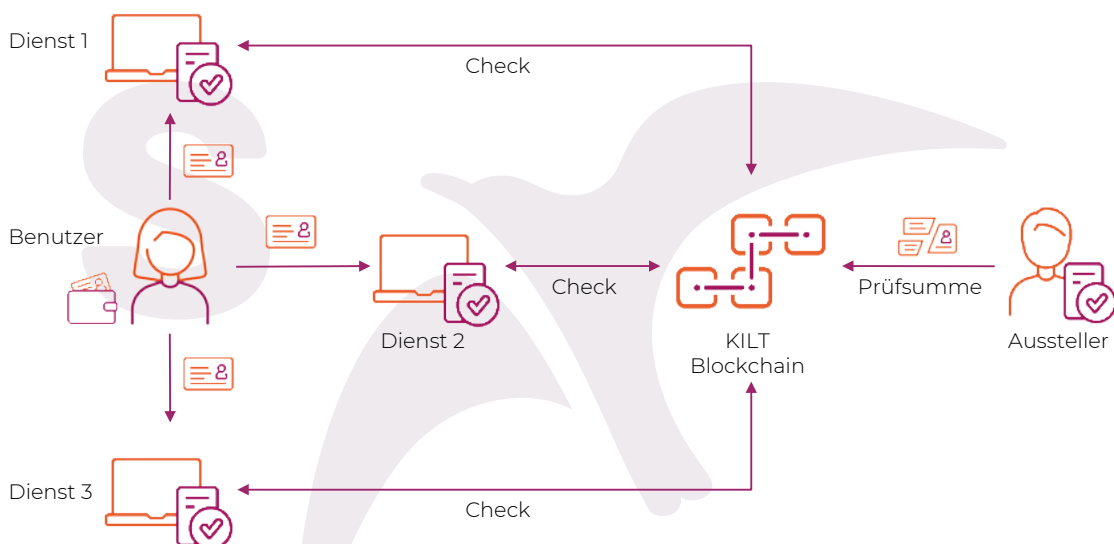 Dienst 1
Check
Benutzer
Check
Prüfsumme
Dienst 2
KILT
Blockchain
Aussteller
Dienst 3
Check